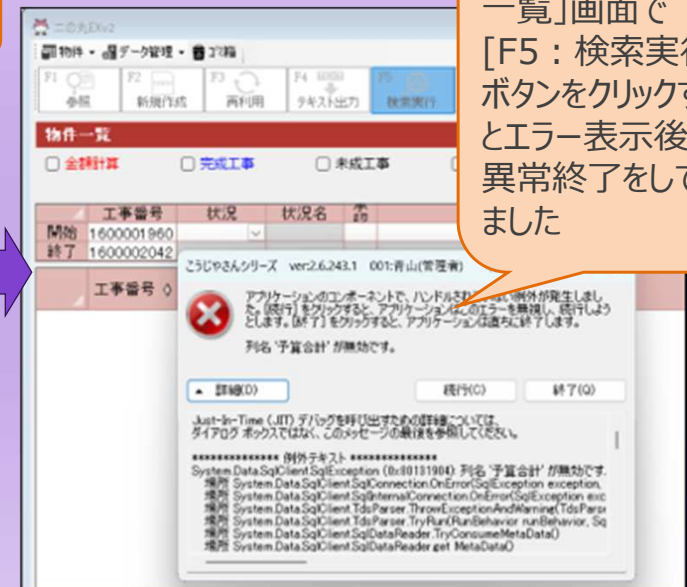 二の丸EXv2
物件 データ管理 ゴミ箱
F1 参照
F2 新規作成
F3 再利用
F4 テキスト出力
F5 検索実行
物件一覧
金額計算 完成工事 未成工事
工事番号 状況 状況名
開始 1600001960
終了 1600002042
工事番号
一覧」画面で
[F5：検索実行
ボタンをクリックす
とエラー表示後
異常終了をして
ました
こうじやさんシリーズ ver2.6.243.1 001:青山(管理者)
アプリケーションのコンポーネントで、ハンドルされ ない例外が発生しまし
た。[続行] をクリックすると、アプリケーションはこのエラーを無視し、続行しよう
とします。[終了] をクリックすると、アプリケーションは直ちに終了します。
列名 '予算合計' が無効です。
詳細(D) 続行(C) 終了(Q)
Just-In-Time (JIT) デバッグを呼び出すための詳細については、
ダイアログ ボックスではなく、このメッセージの最後を参照してください。
************** 例外テキスト **************
System.Data.SqlClient.SqlException (0x80131904): 列名 '予算合計' が無効です。
場所 System.Data.SqlClient.SqlConnection.OnError(SqlException exception,
場所 System.Data.SqlClient.SqlInternalConnection.OnError(SqlException exc
場所 System.Data.SqlClient.TdsParser.ThrowExceptionAndWarning(TdsParse
場所 System.Data.SqlClient.TdsParser.TryRun(RunBehavior runBehavior, Sq
場所 System.Data.SqlClient.SqlDataReader.TryConsumeMetaData()
場所 System.Data.SqlClient.SqlDataReader.get_MetaData()